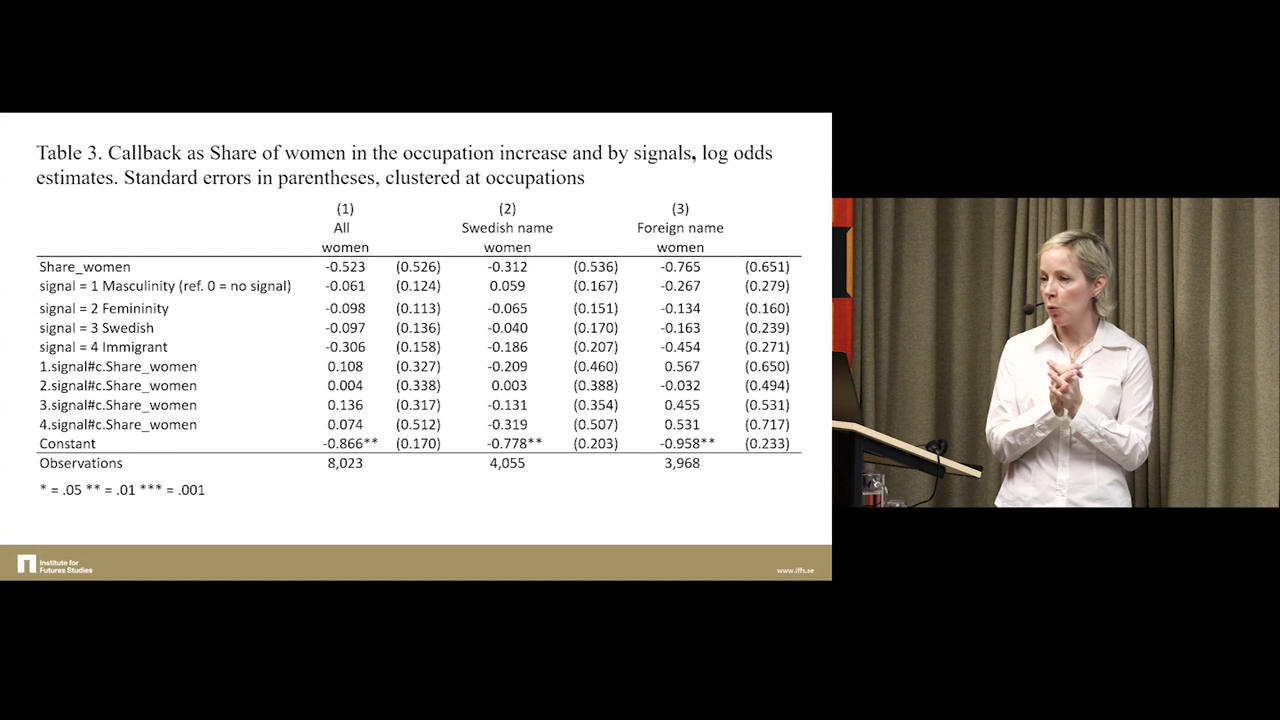 Table 3. Callback as Share of women in the occupation increase and by signals, log odds
estimates. Standard errors in parentheses, clustered at occupations
(1) (2) (3)
All Swedish name Foreign name
women women women
Share_women -0.523 (0.526) -0.312 (0.536) -0.765 (0.651)
signal = 1 Masculinity (ref. 0 = no signal) -0.061 (0.124) 0.059 (0.167) -0.267 (0.279)
signal = 2 Femininity -0.098 (0.113) -0.065 (0.151) -0.134 (0.160)
signal = 3 Swedish -0.097 (0.136) -0.040 (0.170) -0.163 (0.239)
signal = 4 Immigrant -0.306 (0.158) -0.186 (0.207) -0.454 (0.271)
1.signal#c.Share_women 0.108 (0.327) -0.209 (0.460) 0.567 (0.650)
2.signal#c.Share_women 0.004 (0.338) 0.003 (0.388) -0.032 (0.494)
3.signal#c.Share_women 0.136 (0.317) -0.131 (0.354) 0.455 (0.531)
4.signal#c.Share_women 0.074 (0.512) -0.319 (0.507) 0.531 (0.717)
Constant -0.866** (0.170) -0.778** (0.203) -0.958** (0.233)
Observations 8,023 4,055 3,968
* = .05 ** = .01 *** = .001
Institute for
Futures Studies
www.iffs.se